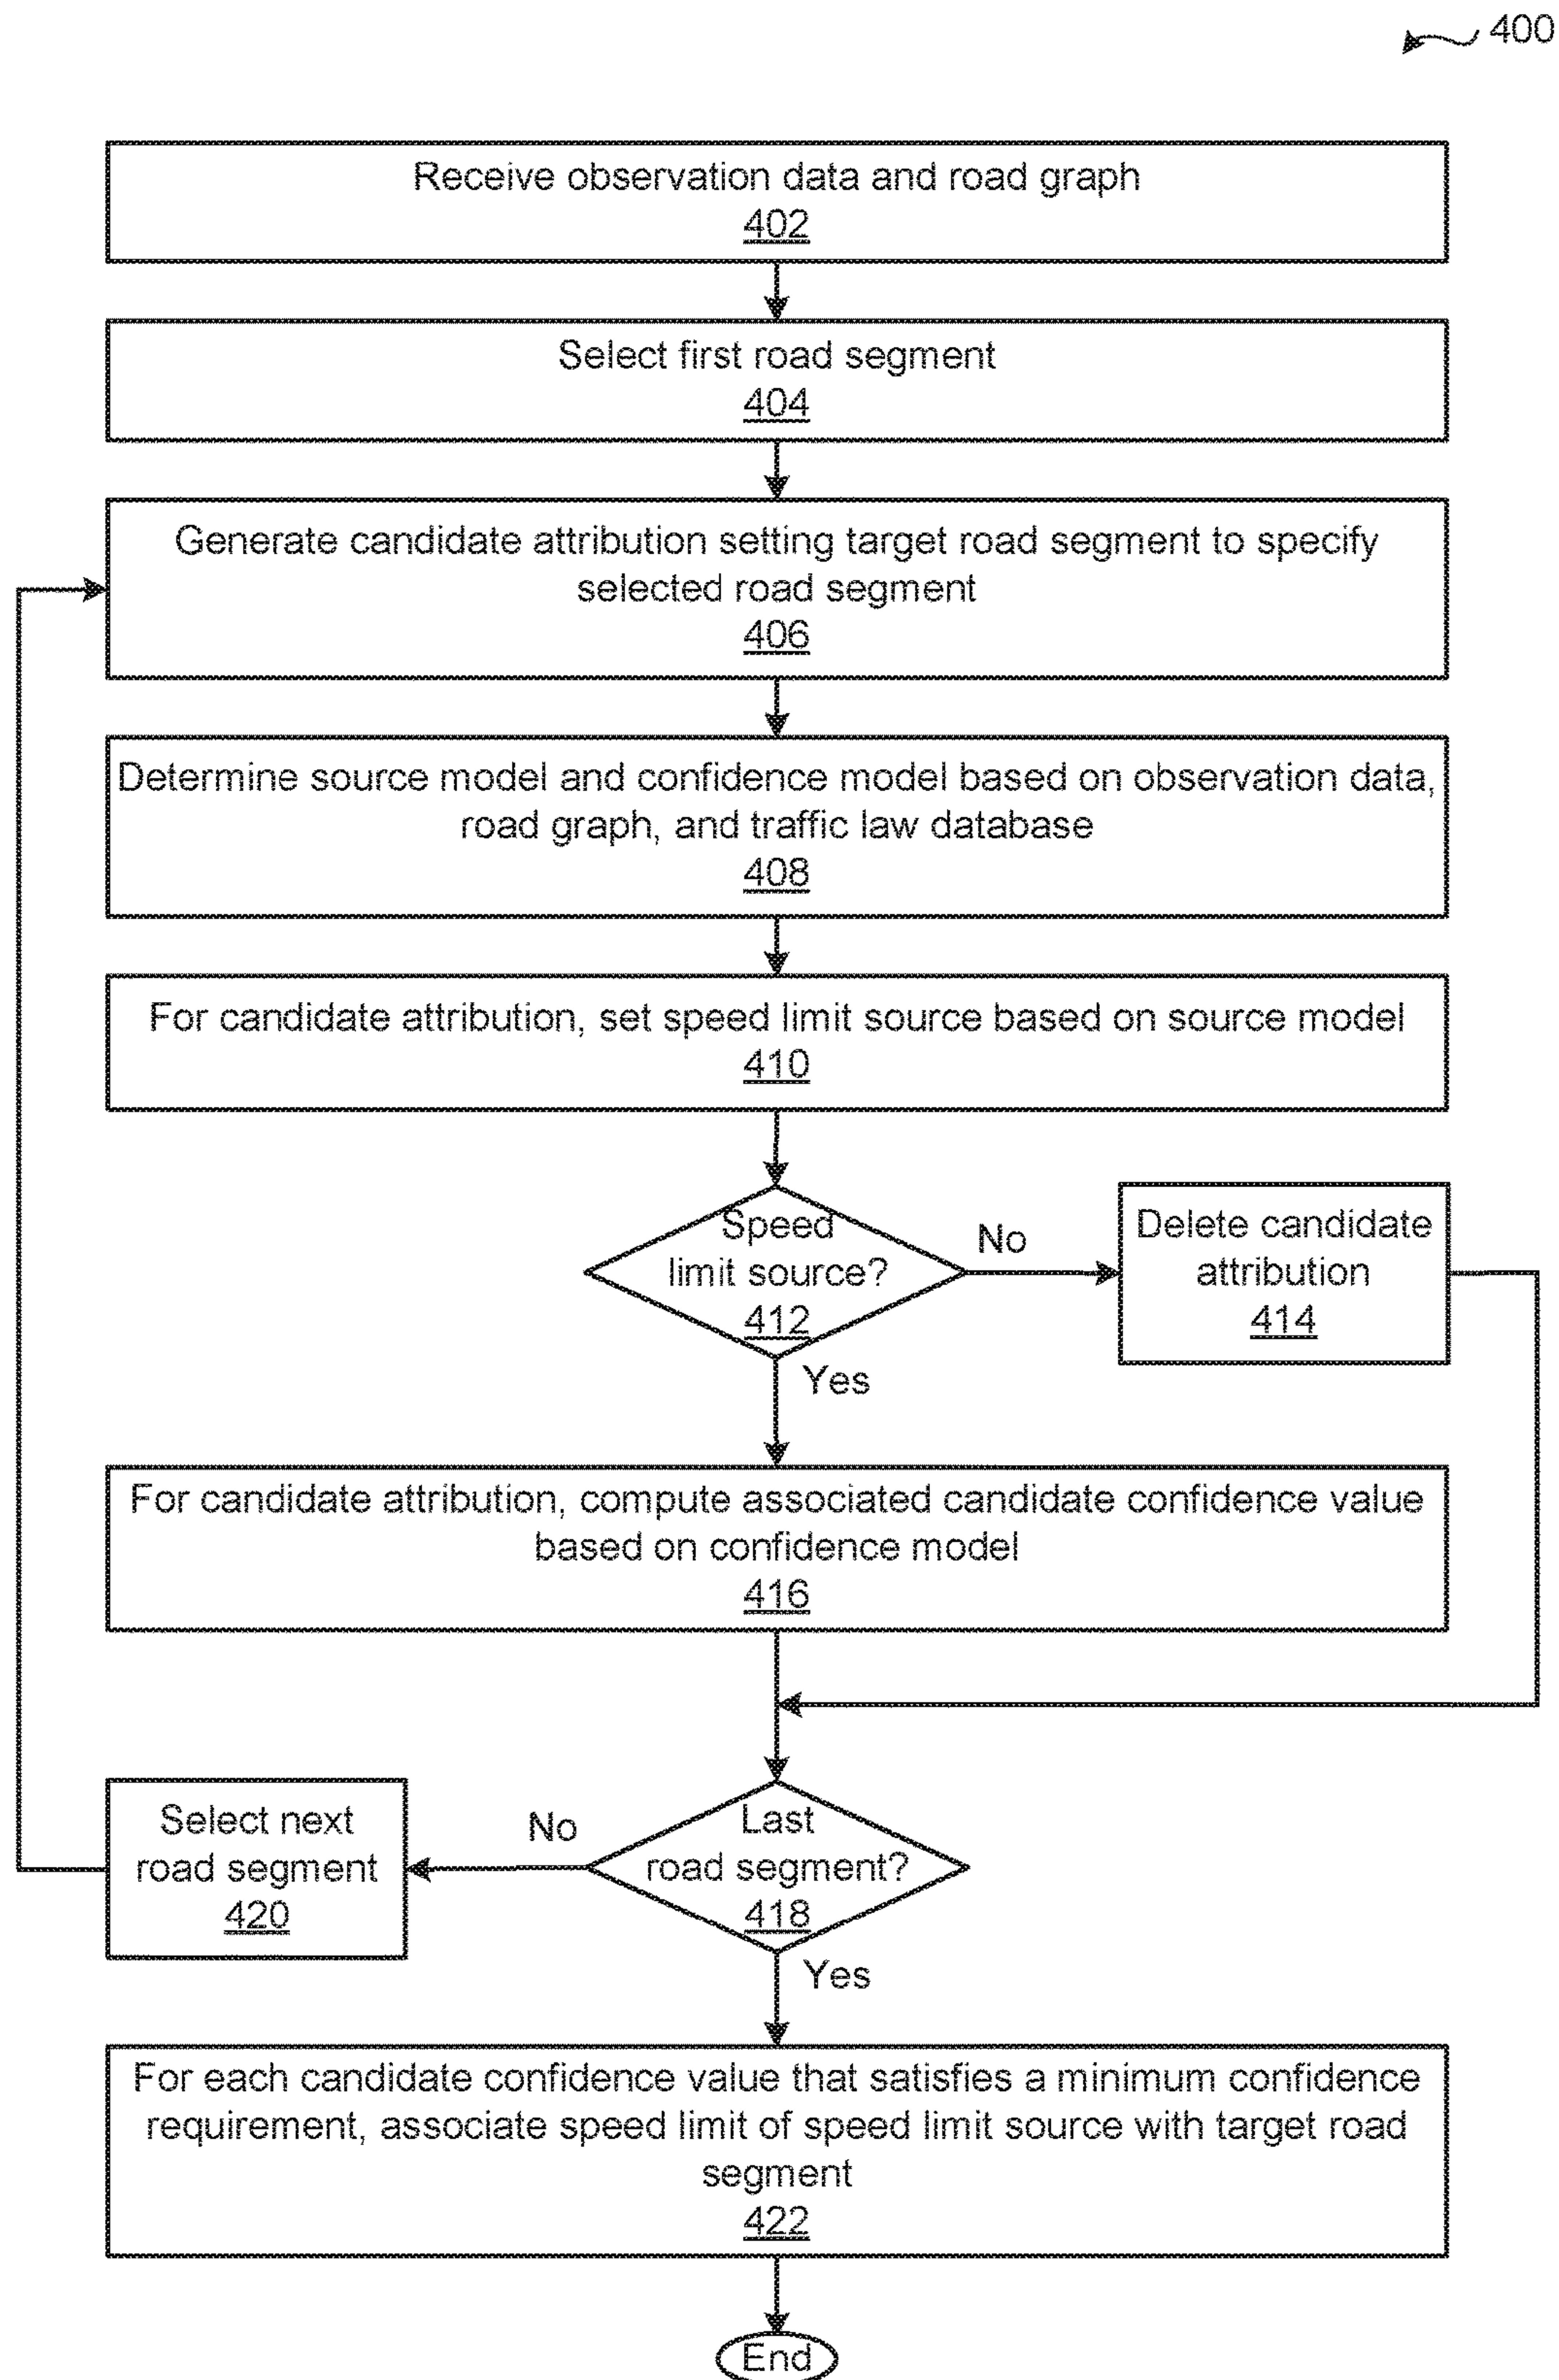 400
Receive observation data and road graph
402
Select first road segment
404
Generate candidate attribution setting target road segment to specify
selected road segment
406
Determine source model and confidence model based on observation data,
road graph, and traffic law database
408
For candidate attribution, set speed limit source based on source model
410
Speed
limit source?
412
No
Delete candidate
attribution
414
Yes
For candidate attribution, compute associated candidate confidence value
based on confidence model
416
Last
road segment?
418
No
Select next
road segment
420
Yes
For each candidate confidence value that satisfies a minimum confidence
requirement, associate speed limit of speed limit source with target road
segment
422
End